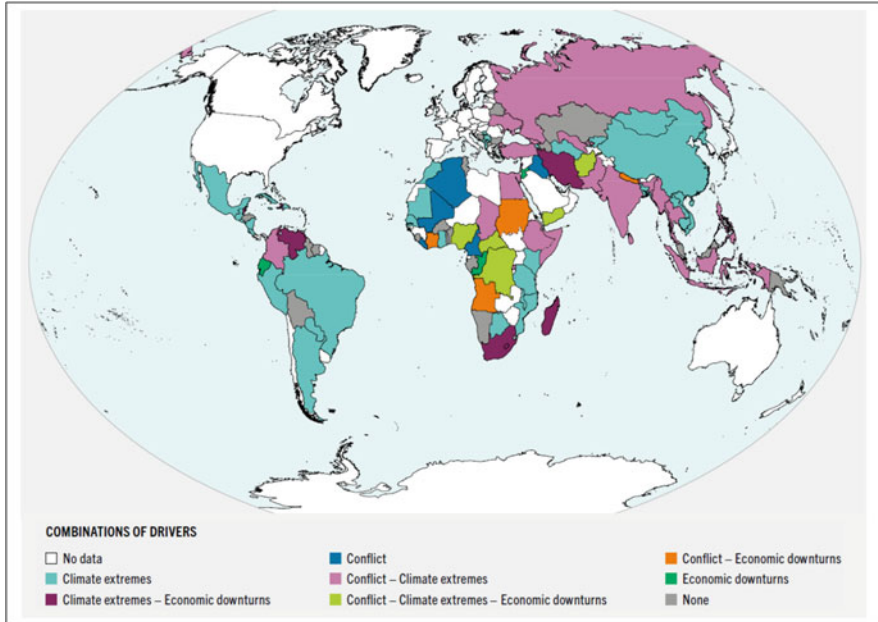 COMBINATIONS OF DRIVERS
No data
Climate extremes
Climate extremes – Economic downturns
Conflict
Conflict – Climate extremes
Conflict – Climate extremes – Economic downturns
Conflict – Economic downturns
Economic downturns
None